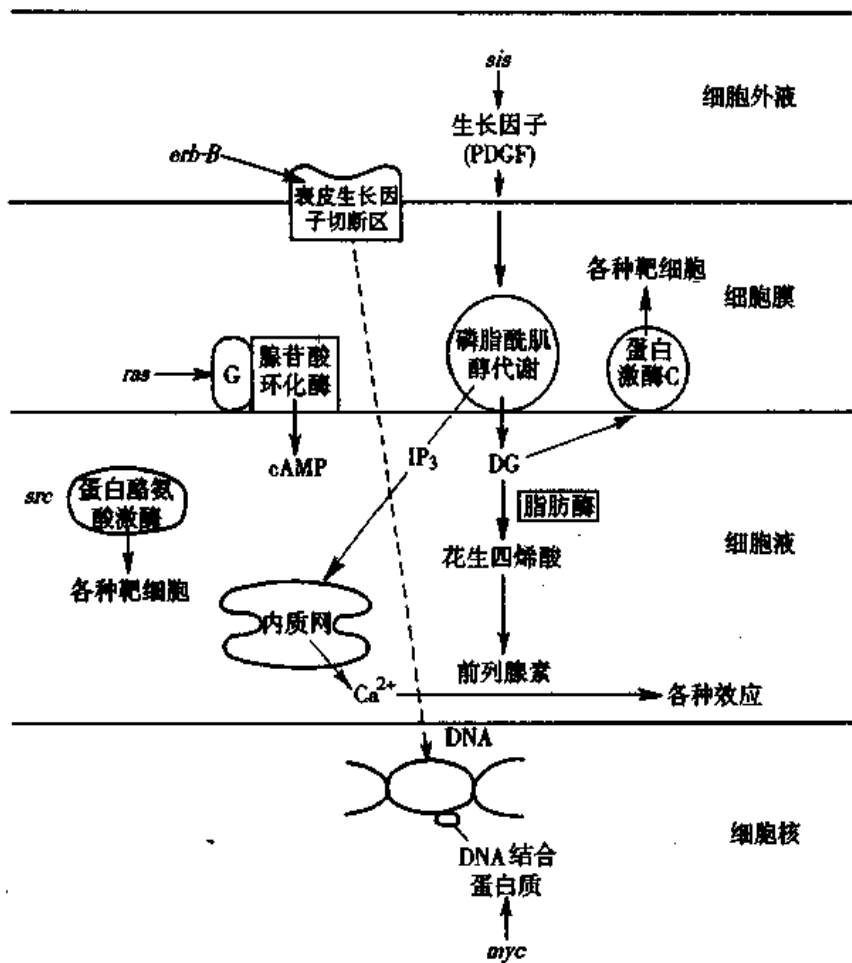 sis
细胞外液
生长因子
(PDGF)
erb-B
表皮生长因
子切断区
各种靶细胞
细胞膜
磷脂酰肌
醇代谢
蛋白
激酶C
腺苷酸
环化酶
G
ras
IP₃
DG
cAMP
src
蛋白酪氨
酸激酶
脂肪酶
细胞液
花生四烯酸
各种靶细胞
内质网
前列腺素
Ca²⁺
各种效应
DNA
细胞核
DNA 结合
蛋白质
myc